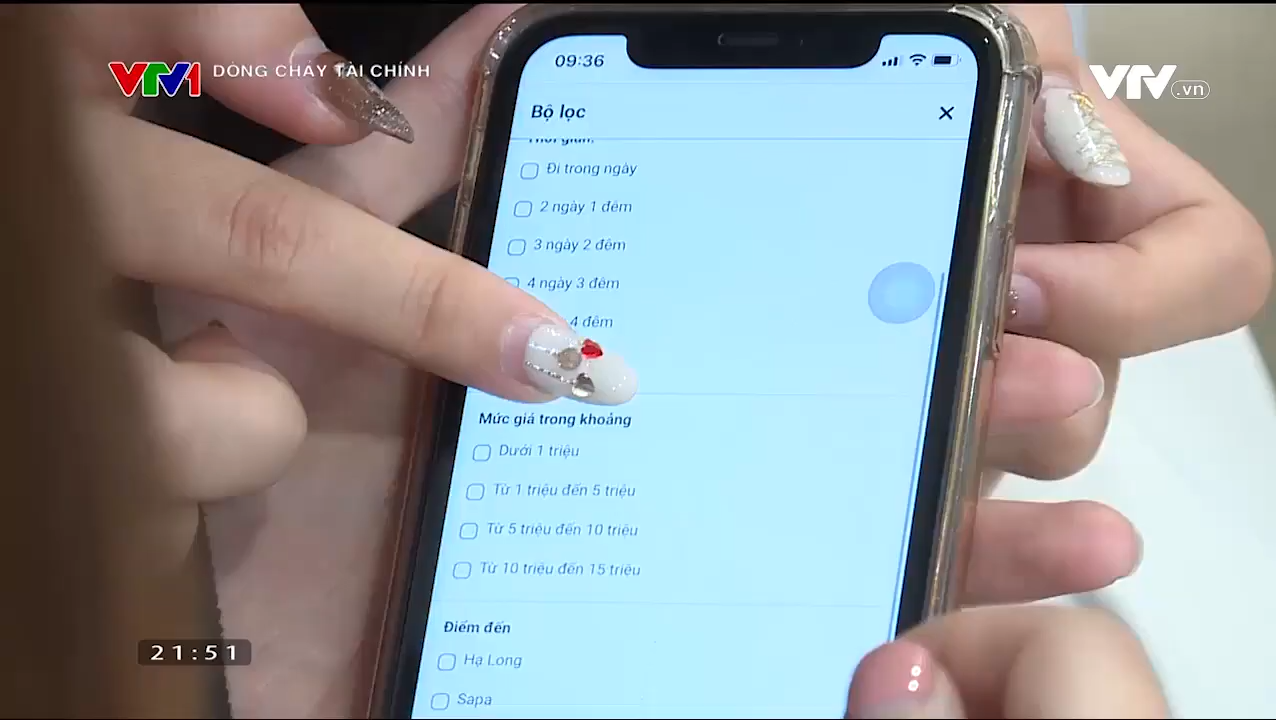 VTV1 DÒNG CHẢY TÀI CHÍNH
VTV.vn
09:36
Bộ lọc
Thời gian:
Đi trong ngày
2 ngày 1 đêm
3 ngày 2 đêm
4 ngày 3 đêm
4 đêm
Mức giá trong khoảng
Dưới 1 triệu
Từ 1 triệu đến 5 triệu
Từ 5 triệu đến 10 triệu
Từ 10 triệu đến 15 triệu
Điểm đến
Hạ Long
Sapa
21:51